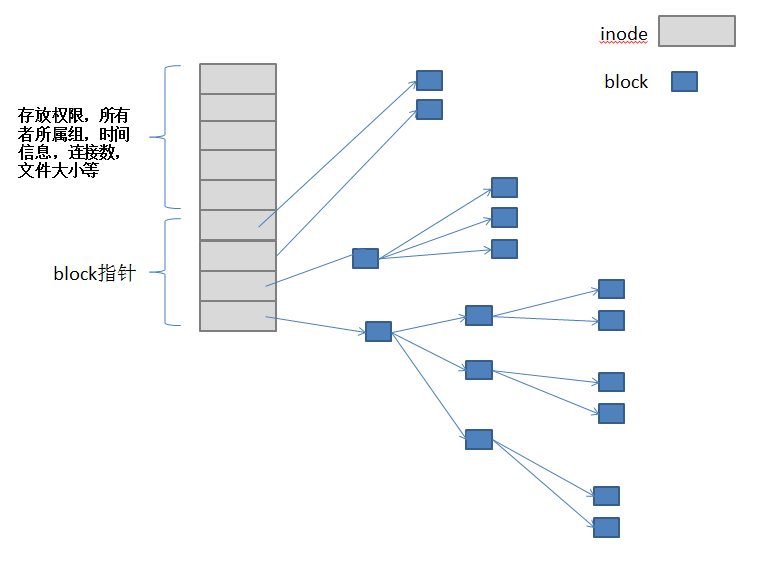 inode
block
存放权限，所有
者所属组，时间
信息，连接数，
文件大小等
block指针